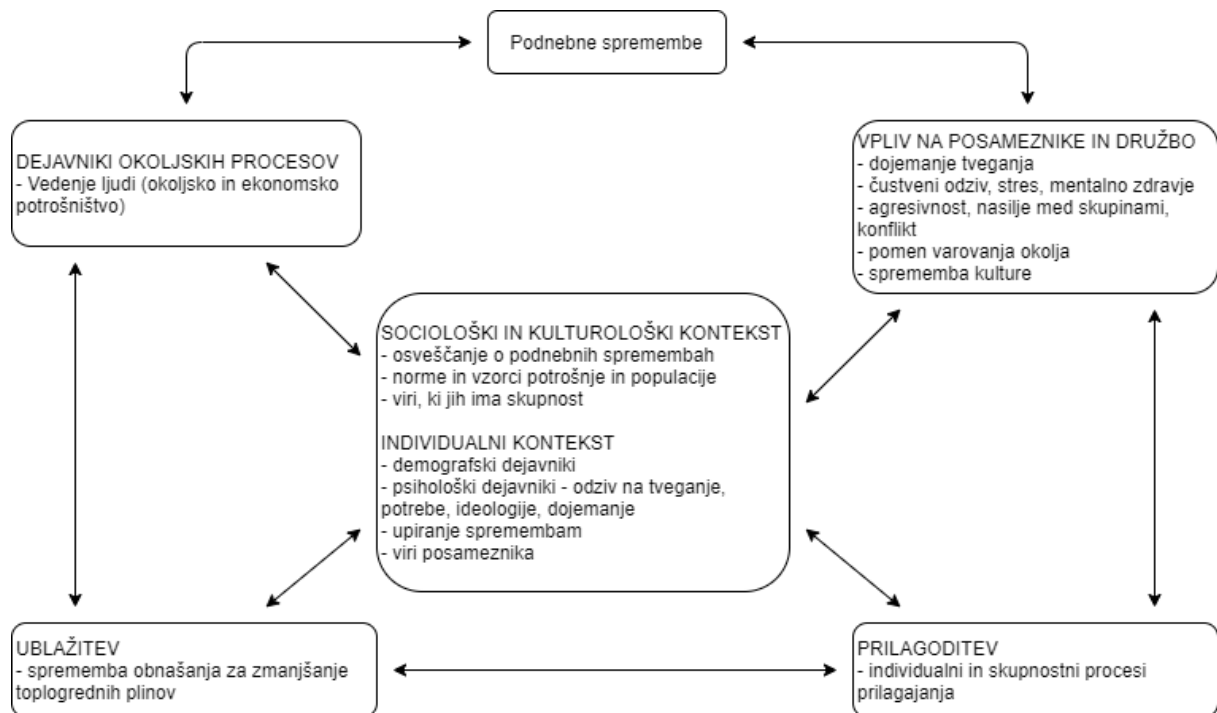 Podnebne spremembe
DEJAVNIKI OKOLJSKIH PROCESOV
- Vedenje ljudi (okoljsko in ekonomsko
potrošništvo)
VPLIV NA POSAMEZNIKE IN DRUŽBO
- dojemanje tveganja
- čustveni odziv, stres, mentalno zdravje
- agresivnost, nasilje med skupinami,
konflikt
- pomen varovanja okolja
- sprememba kulture
SOCIOLOŠKI IN KULTUROLOŠKI KONTEKST
- osveščanje o podnebnih spremembah
- norme in vzorci potrošnje in populacije
- viri, ki jih ima skupnost
INDIVIDUALNI KONTEKST
- demografski dejavniki
- psihološki dejavniki - odziv na tveganje,
potrebe, ideologije, dojemanje
- upiranje spremembam
- viri posameznika
UBLAŽITEV
- sprememba obnašanja za zmanjšanje
toplogrednih plinov
PRILAGODITEV
- individualni in skupnostni procesi
prilagajanja